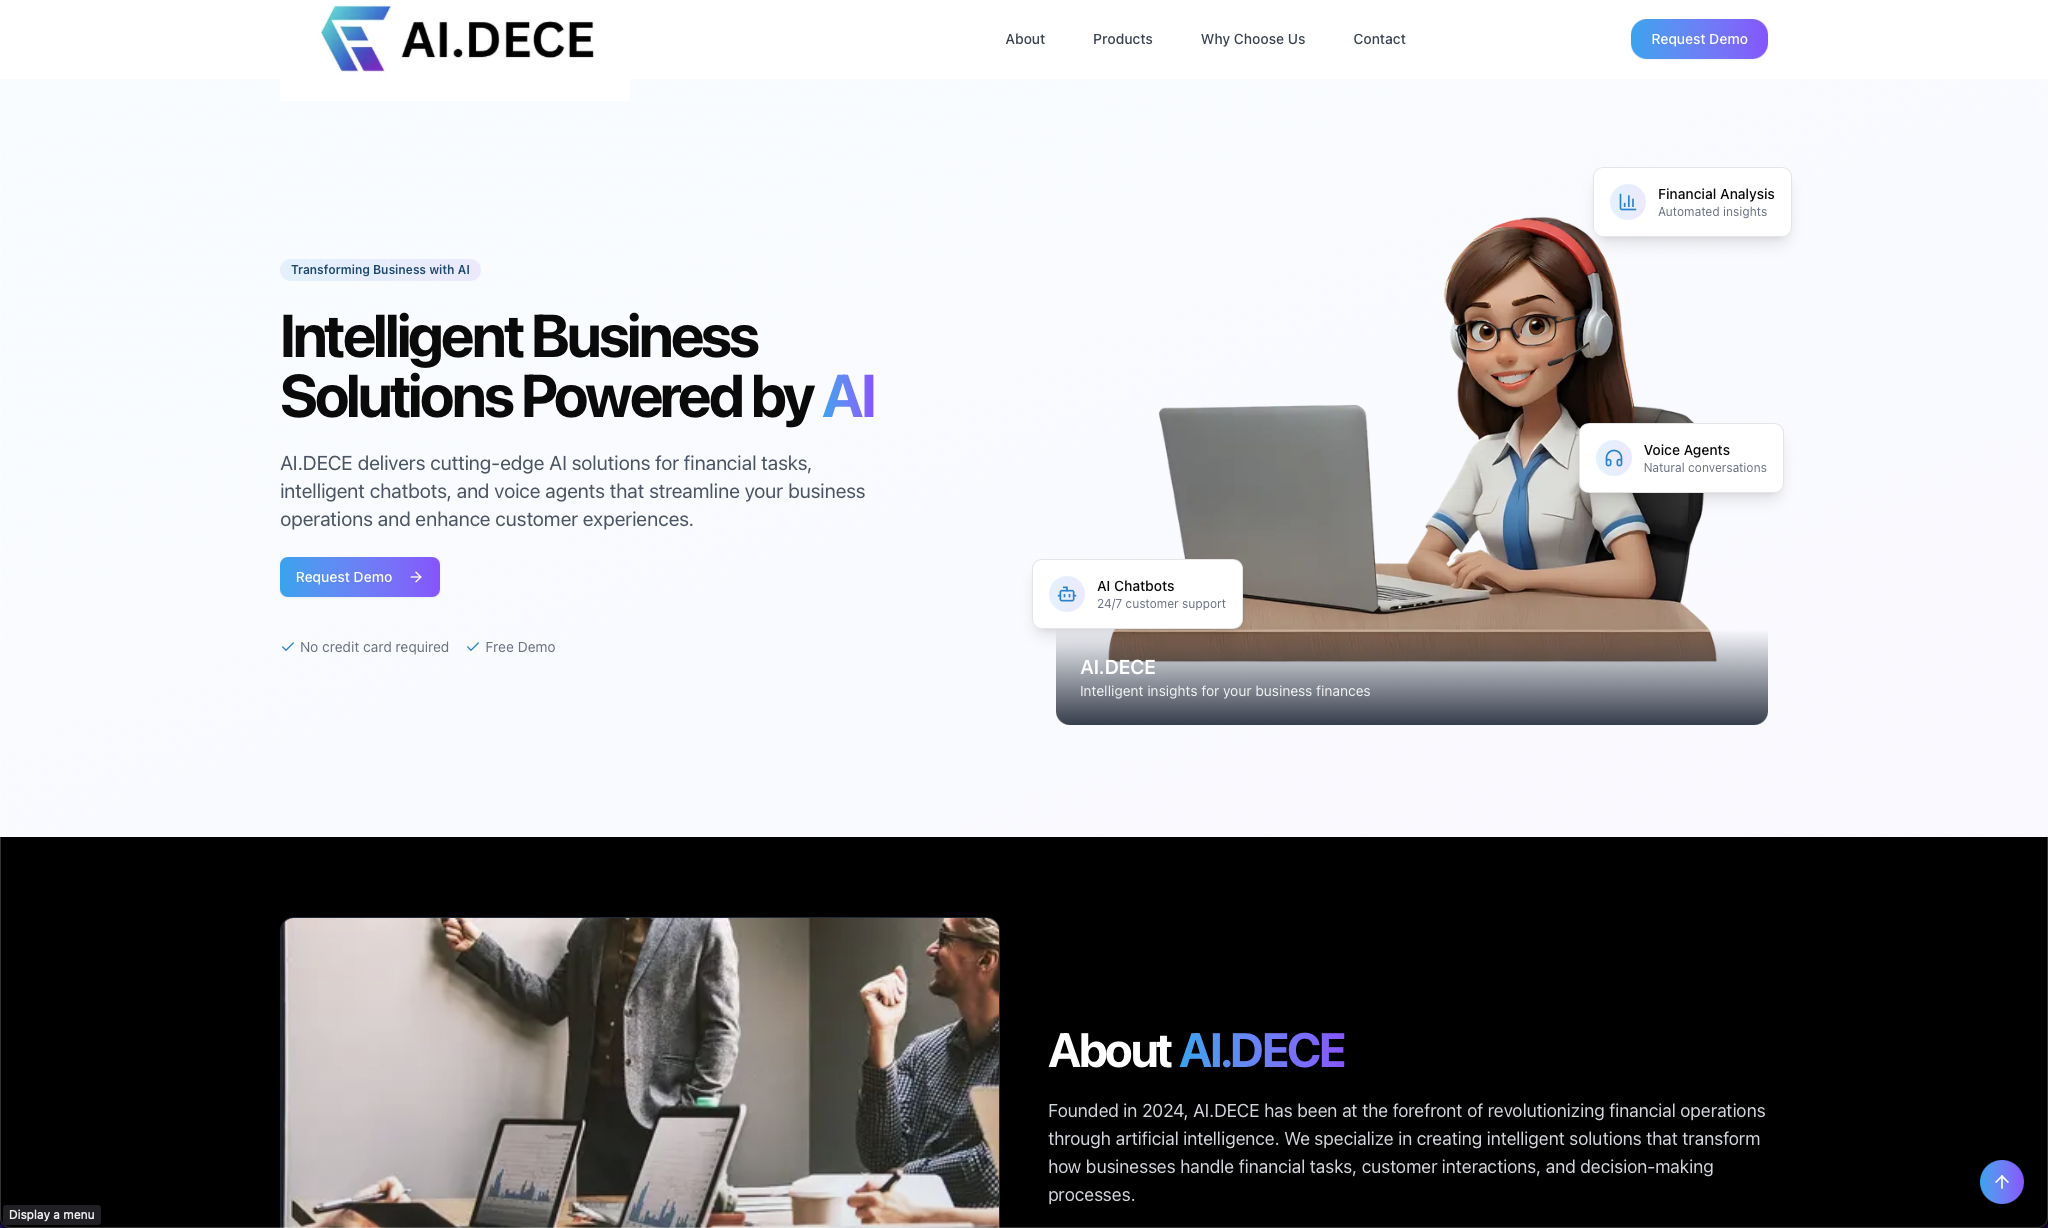 AI.DECE
About
Products
Why Choose Us
Contact
Request Demo
Transforming Business with AI
Intelligent Business
Solutions Powered by AI
AI.DECE delivers cutting-edge AI solutions for financial tasks,
intelligent chatbots, and voice agents that streamline your business
operations and enhance customer experiences.
Request Demo
No credit card required
Free Demo
Financial Analysis
Automated insights
Voice Agents
Natural conversations
AI Chatbots
24/7 customer support
AI.DECE
Intelligent insights for your business finances
About AI.DECE
Founded in 2024, AI.DECE has been at the forefront of revolutionizing financial operations
through artificial intelligence. We specialize in creating intelligent solutions that transform
how businesses handle financial tasks, customer interactions, and decision-making
processes.
Display a menu